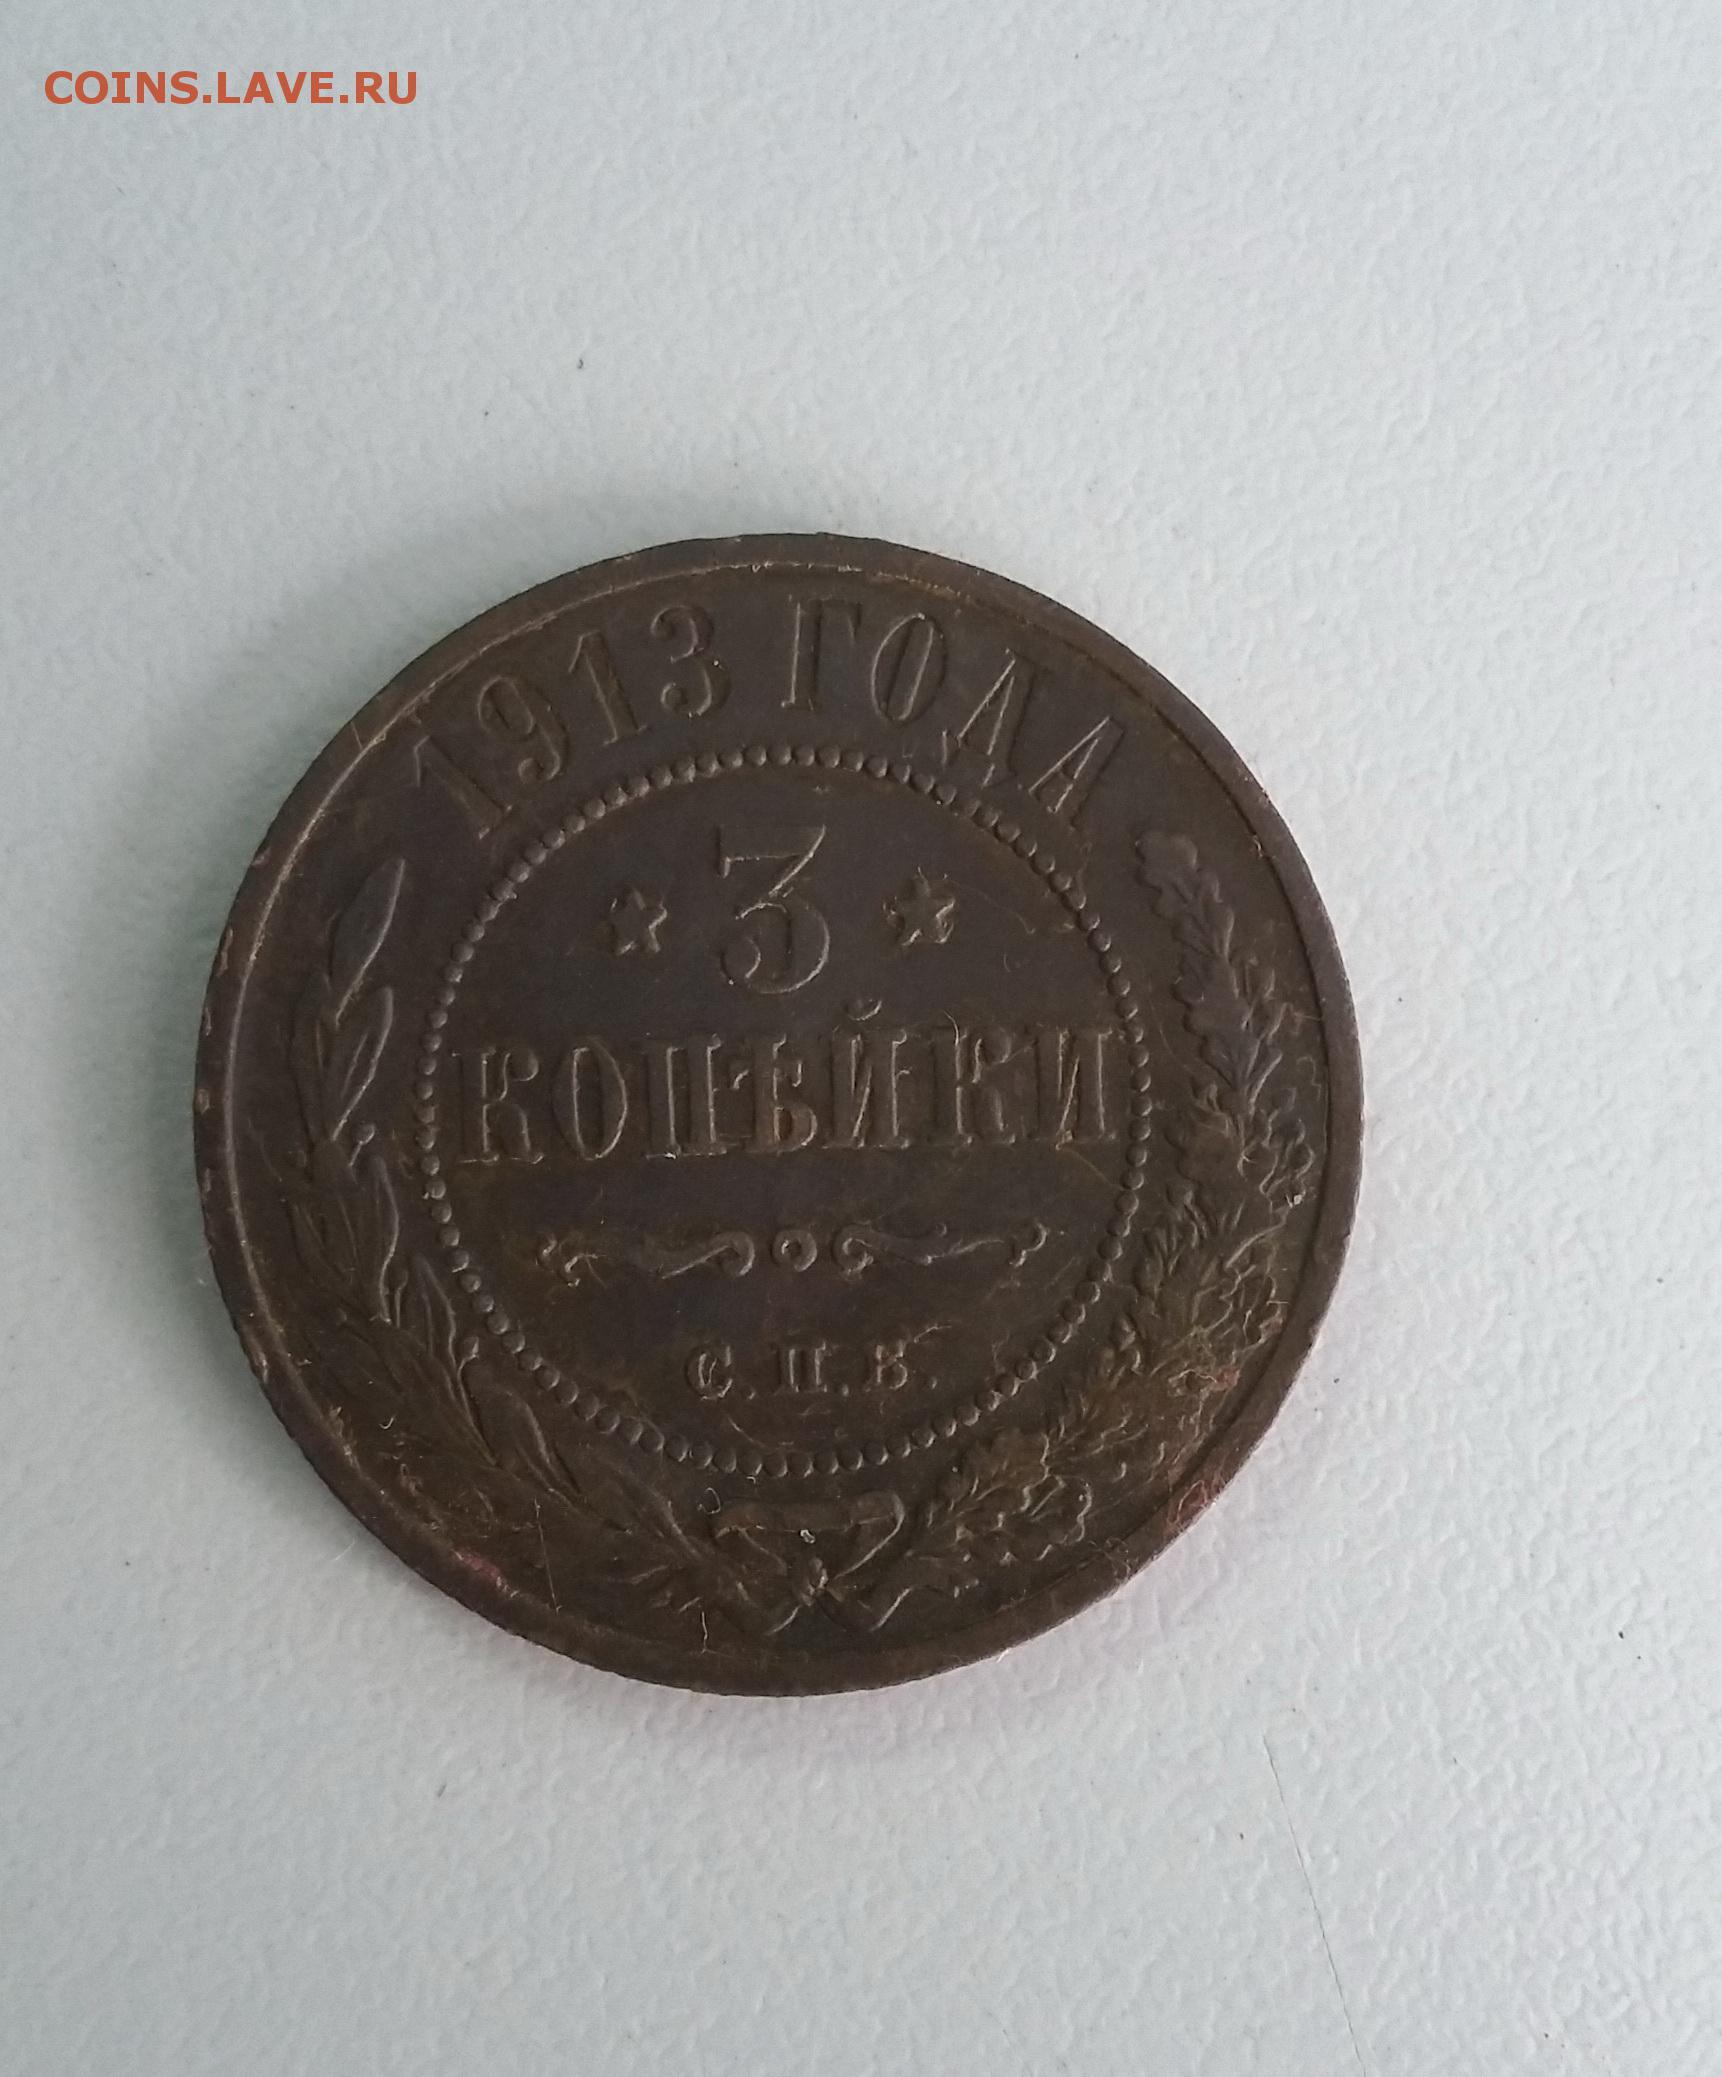 COINS.LAVE.RU
1913 ГОДА
3
КОПѢЙКИ
С.П.Б.